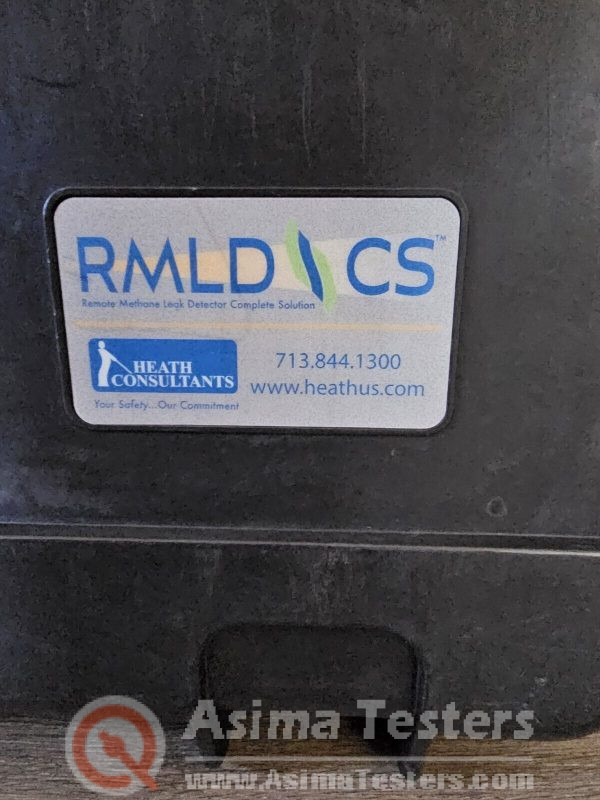 RMLD CS™
Remote Methane Leak Detector Complete Solution
HEATH
CONSULTANTS
Your Safety...Our Commitment
713.844.1300
www.heathus.com
Asima Testers
www.AsimaTesters.com